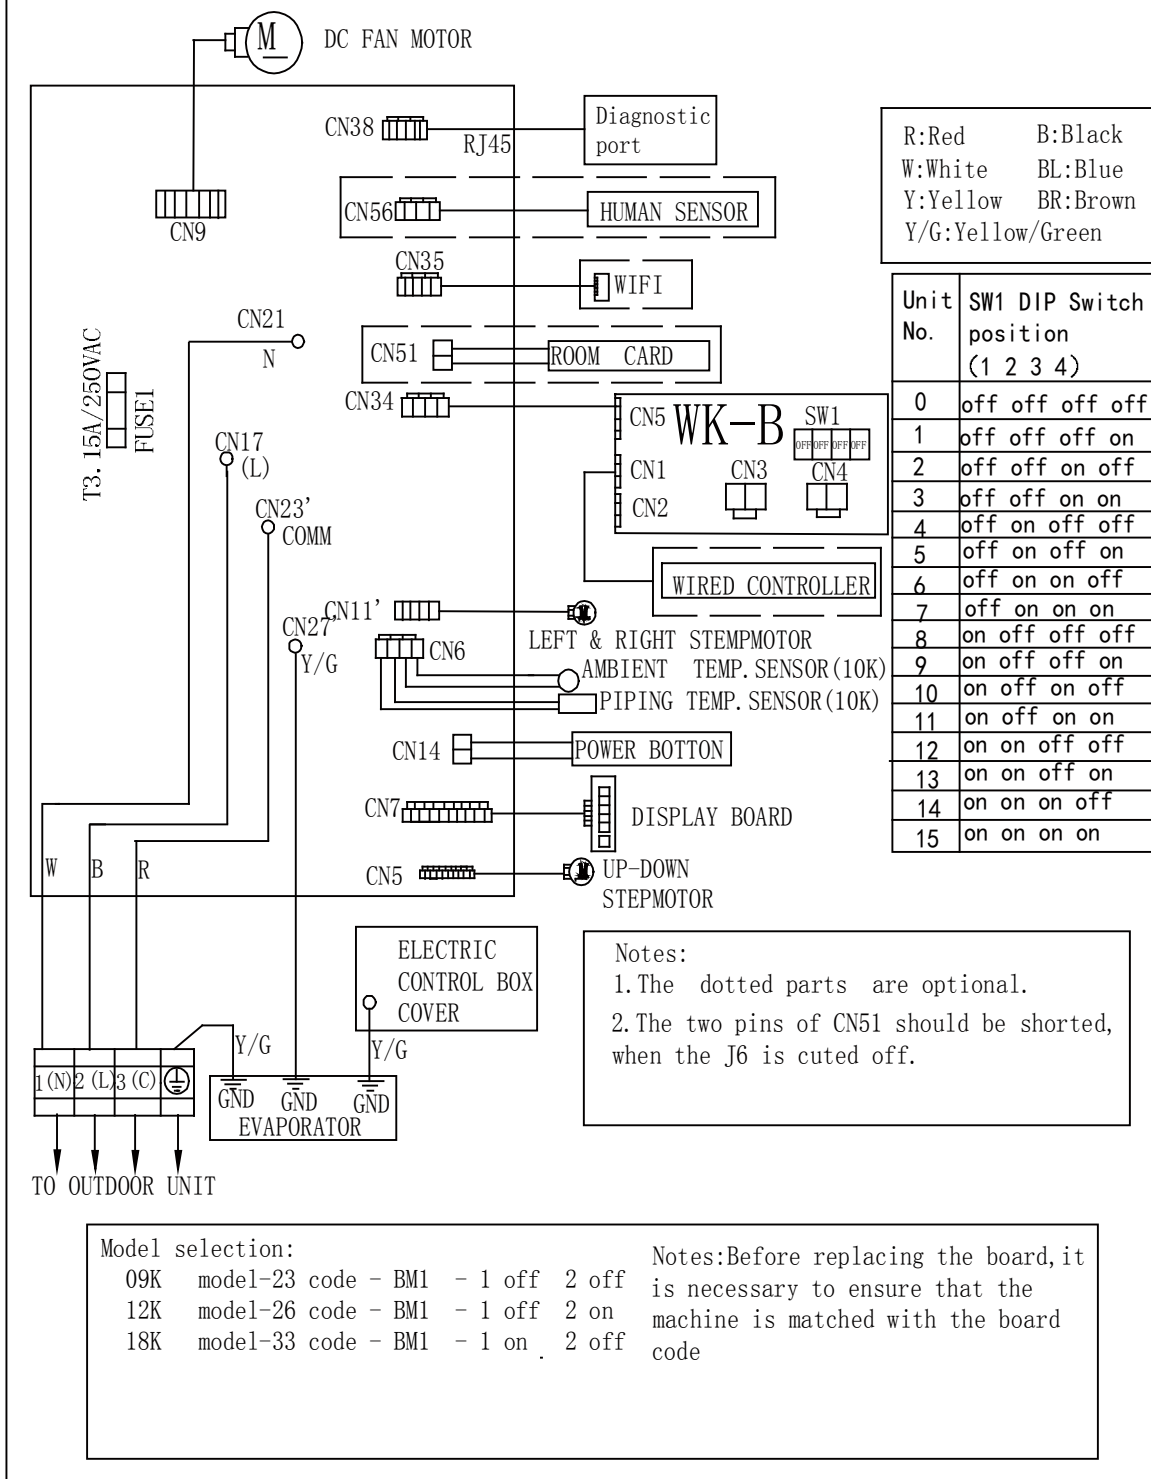 M
DC FAN MOTOR
CN38
RJ45
Diagnostic
port
CN9
CN56
HUMAN SENSOR
CN35
WIFI
CN21
N
CN51
ROOM CARD
T3.15A/250VAC
FUSE1
CN34
CN5
WK-B
SW1
OFF OFF OFF OFF
CN17
(L)
CN1
CN3
CN4
CN2
CN23'
COMM
WIRED CONTROLLER
CN11'
LEFT & RIGHT STEMPMOTOR
CN27'
Y/G
CN6
AMBIENT TEMP.SENSOR(10K)
PIPING TEMP.SENSOR(10K)
CN14
POWER BOTTON
CN7
DISPLAY BOARD
CN5
UP-DOWN
STEPMOTOR
W
B
R
R:Red B:Black
W:White BL:Blue
Y:Yellow BR:Brown
Y/G:Yellow/Green
Unit
No.
SW1 DIP Switch
position
(1 2 3 4)
0 off off off off
1 off off off on
2 off off on off
3 off off on on
4 off on off off
5 off on off on
6 off on on off
7 off on on on
8 on off off off
9 on off off on
10 on off on off
11 on off on on
12 on on off off
13 on on off on
14 on on on off
15 on on on on
ELECTRIC
CONTROL BOX
COVER
Y/G
Y/G
1(N) 2(L) 3(C)
GND
GND
GND
EVAPORATOR
TO OUTDOOR UNIT
Notes:
1.The dotted parts are optional.
2.The two pins of CN51 should be shorted,
when the J6 is cuted off.
Model selection:
09K model-23 code - BM1 - 1 off 2 off
12K model-26 code - BM1 - 1 off 2 on
18K model-33 code - BM1 - 1 on . 2 off
Notes:Before replacing the board,it
is necessary to ensure that the
machine is matched with the board
code